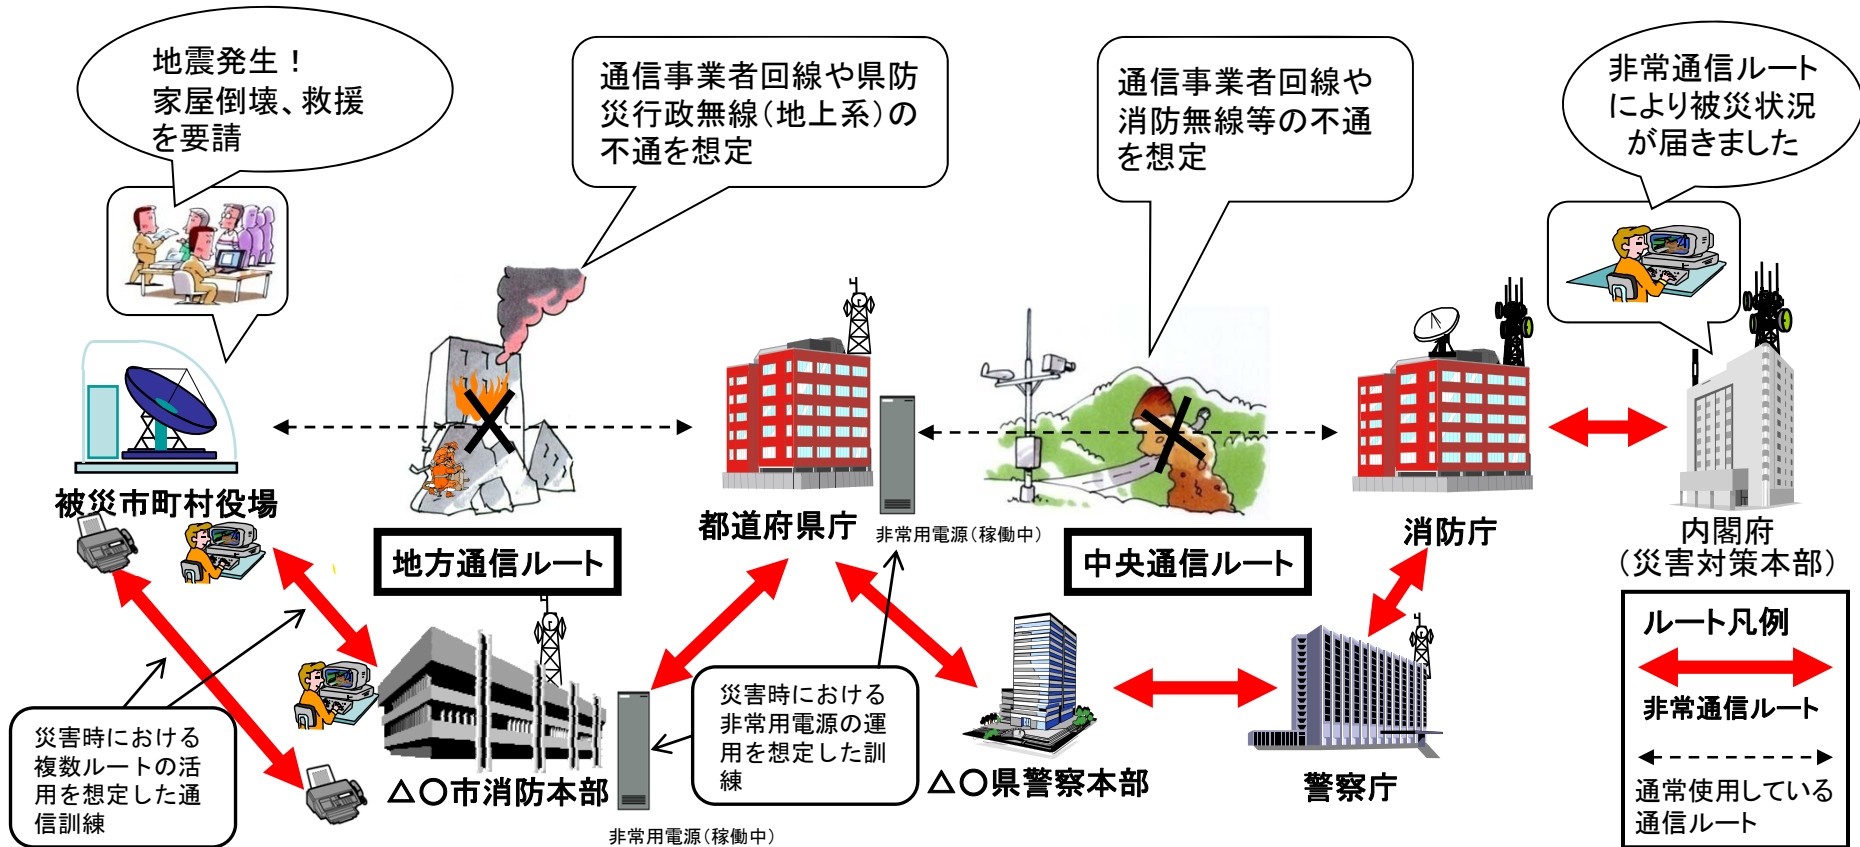 地震発生！
家屋倒壊、救援
を要請
通信事業者回線や県防
災行政無線（地上系）の
不通を想定
通信事業者回線や
消防無線等の不通
を想定
非常通信ルート
により被災状況
が届きました
被災市町村役場
都道府県庁
非常用電源（稼働中）
消防庁
内閣府
（災害対策本部）
地方通信ルート
中央通信ルート
災害時における
複数ルートの活
用を想定した通
信訓練
△〇市消防本部
非常用電源（稼働中）
災害時における
非常用電源の運
用を想定した訓
練
△〇県警察本部
警察庁
ルート凡例
非常通信ルート
通常使用している
通信ルート